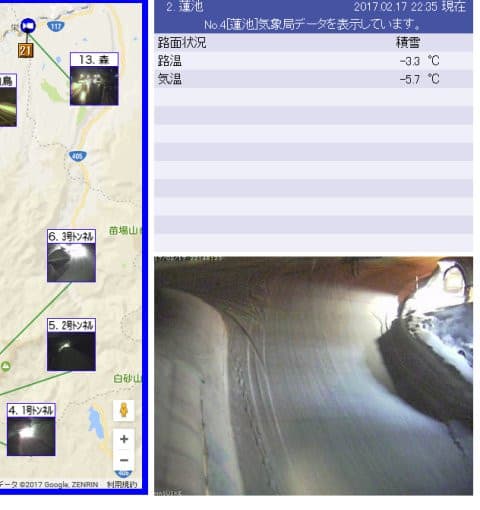 117
21
13. 森
鳥
405
6. 3号トンネル
苗場山
5. 2号トンネル
白砂山
4. 1号トンネル
+
−
405
データ ©2017 Google, ZENRIN 利用規約
2. 蓮池 2017.02.17 22:35 現在
No.4[蓮池]気象局データを表示しています。
路面状況 積雪
路温 -3.3 ℃
気温 -5.7 ℃